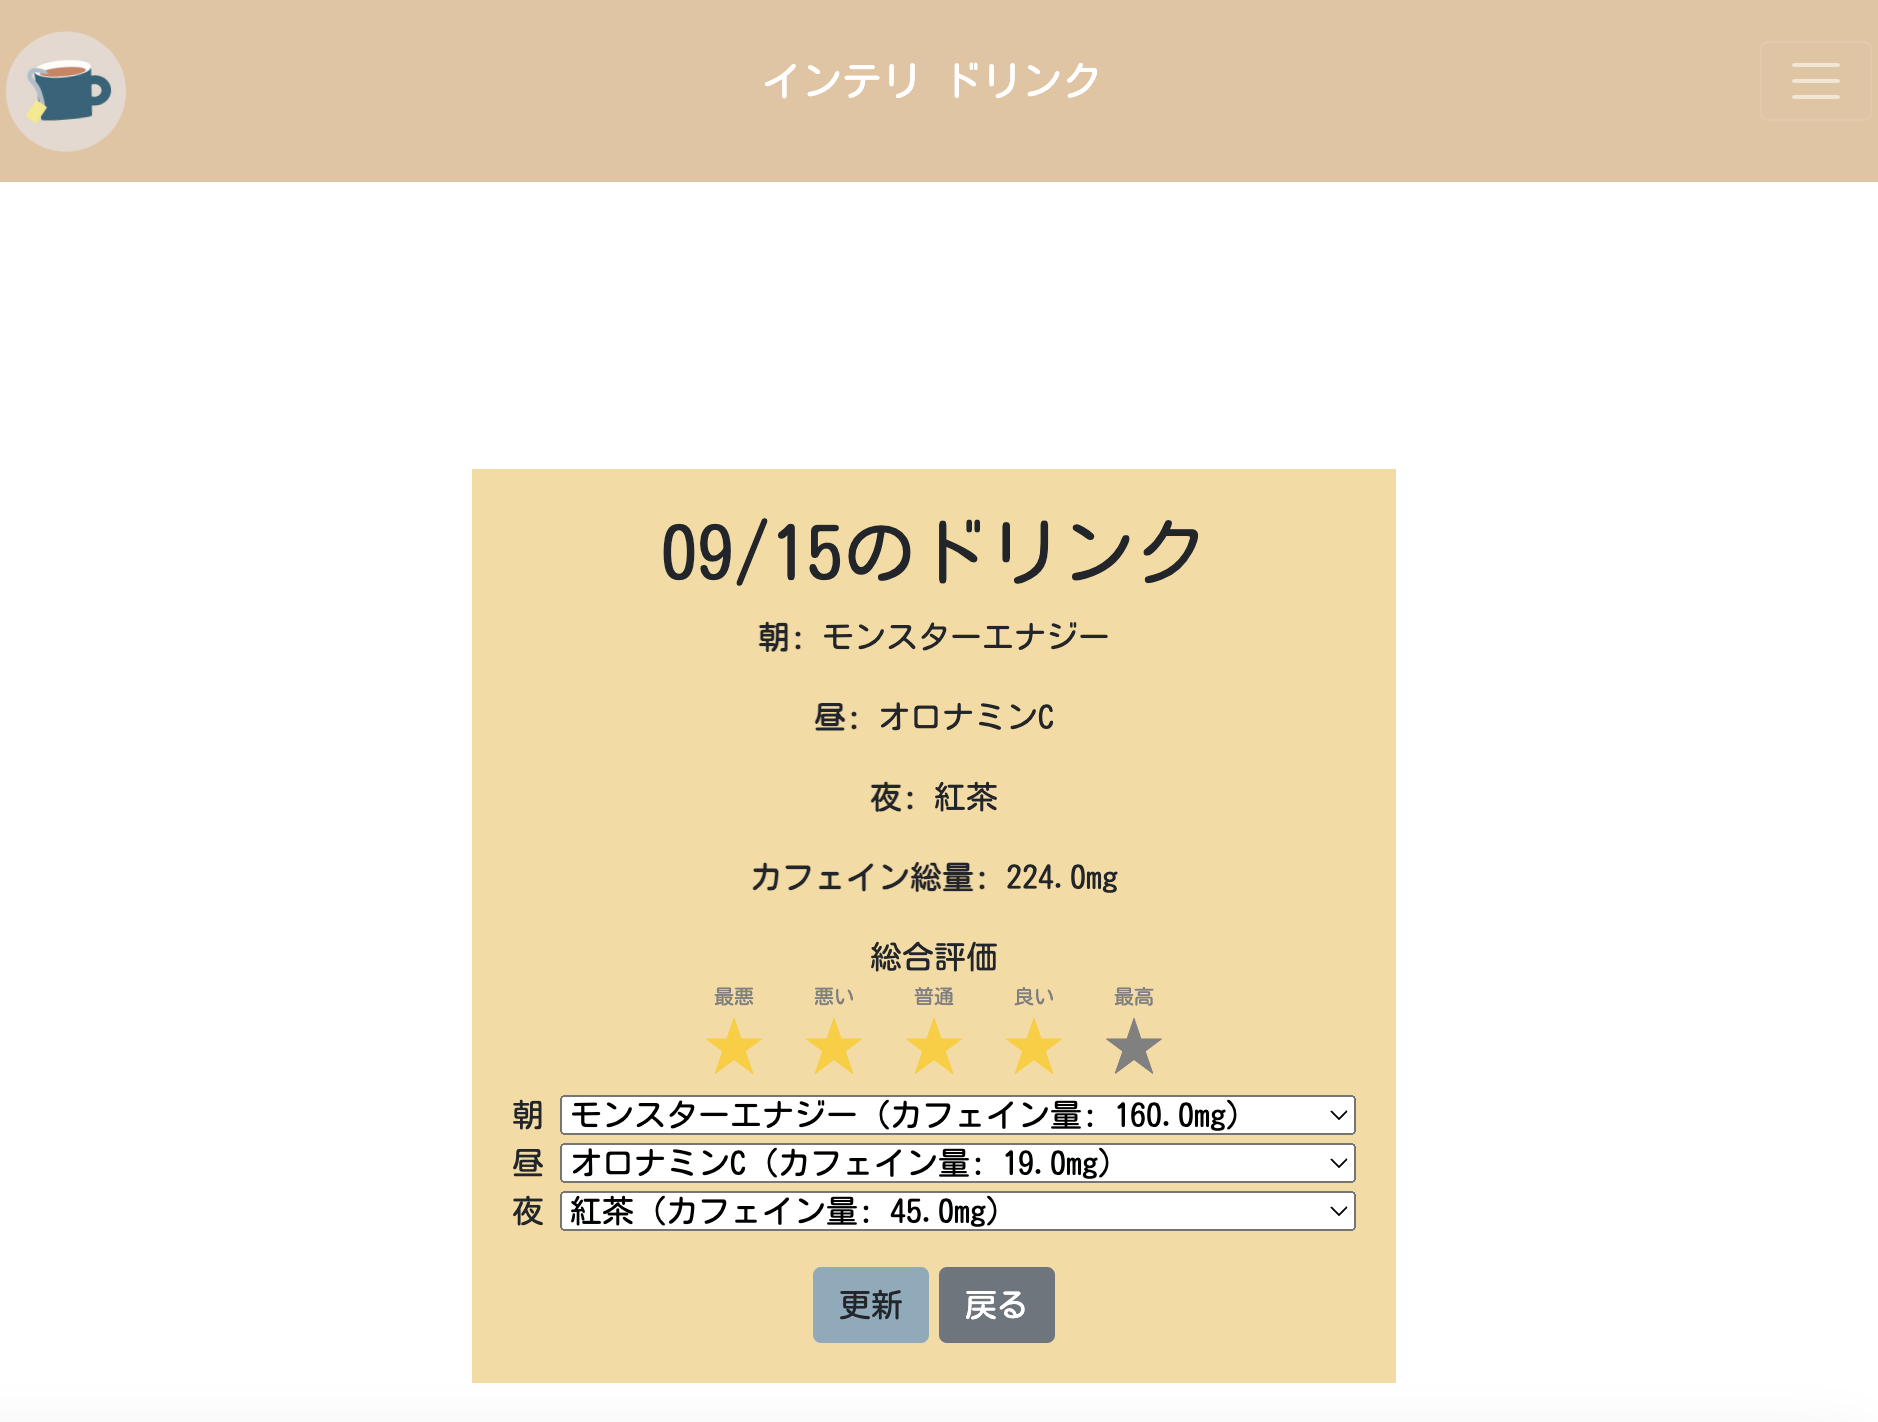 インテリ ドリンク
09/15のドリンク
朝: モンスターエナジー
昼: オロナミンC
夜: 紅茶
カフェイン総量: 224.0mg
総合評価
最悪 悪い 普通 良い 最高
朝 モンスターエナジー (カフェイン量: 160.0mg)
昼 オロナミンC (カフェイン量: 19.0mg)
夜 紅茶 (カフェイン量: 45.0mg)
更新 戻る